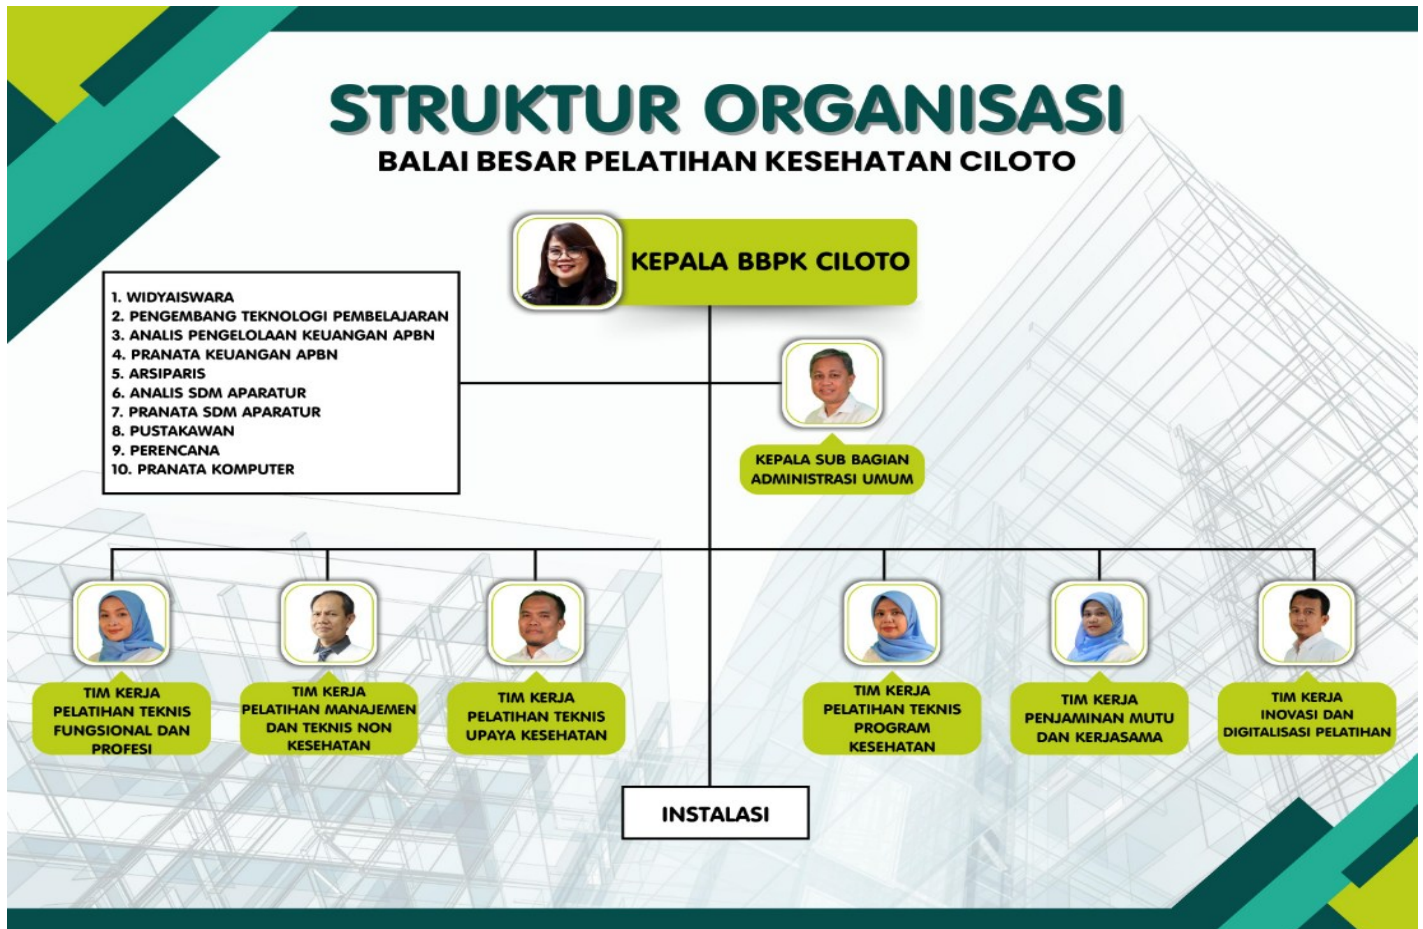 STRUKTUR ORGANISASI
BALAI BESAR PELATIHAN KESEHATAN CILOTO
KEPALA BBPK CILOTO
1. WIDYAISWARA
2. PENGEMBANG TEKNOLOGI PEMBELAJARAN
3. ANALIS PENGELOLAAN KEUANGAN APBN
4. PRANATA KEUANGAN APBN
5. ARSIPARIS
6. ANALIS SDM APARATUR
7. PRANATA SDM APARATUR
8. PUSTAKAWAN
9. PERENCANA
10. PRANATA KOMPUTER
KEPALA SUB BAGIAN
ADMINISTRASI UMUM
TIM KERJA
PELATIHAN TEKNIS
FUNGSIONAL DAN
PROFESI
TIM KERJA
PELATIHAN MANAJEMEN
DAN TEKNIS NON
KESEHATAN
TIM KERJA
PELATIHAN TEKNIS
UPAYA KESEHATAN
TIM KERJA
PELATIHAN TEKNIS
PROGRAM
KESEHATAN
TIM KERJA
PENJAMINAN MUTU
DAN KERJASAMA
TIM KERJA
INOVASI DAN
DIGITALISASI PELATIHAN
INSTALASI